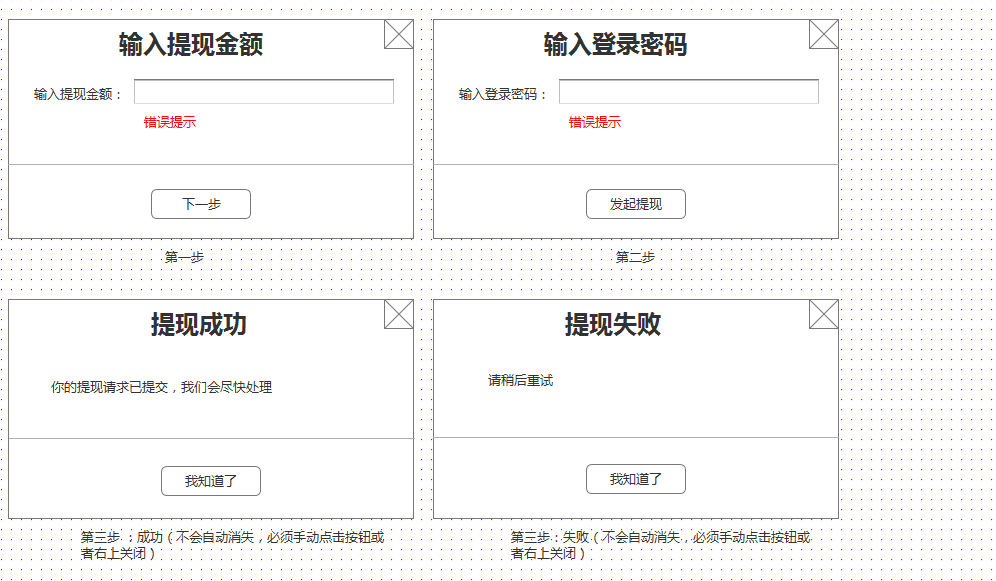 输入提现金额
输入提现金额：
错误提示
下一步
第一步
输入登录密码
输入登录密码：
错误提示
发起提现
第二步
提现成功
你的提现请求已提交，我们会尽快处理
我知道了
第三步：成功（不会自动消失，必须手动点击按钮或
者右上关闭）
提现失败
请稍后重试
我知道了
第三步：失败（不会自动消失，必须手动点击按钮或
者右上关闭）